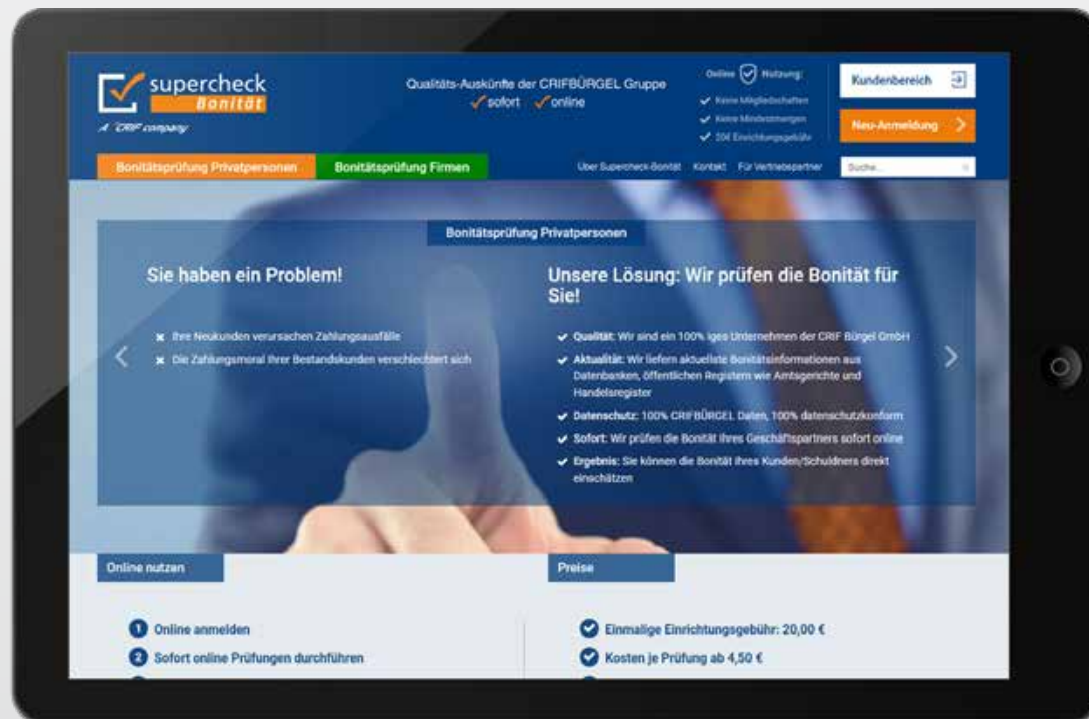 supercheck
Bonität
A CRIF company
Qualitäts-Auskünfte der CRIFBÜRGEL Gruppe
sofort online
Online Nutzung:
Keine Mitgliedschaften
Keine Mindestmengen
20€ Einrichtungsgebühr
Kundenbereich
Neu-Anmeldung
Bonitätsprüfung Privatpersonen
Bonitätsprüfung Firmen
Über Supercheck-Bonität Kontakt Für Vertriebspartner
Suche...
Bonitätsprüfung Privatpersonen
Sie haben ein Problem!
Ihre Neukunden verursachen Zahlungsausfälle
Die Zahlungsmoral Ihrer Bestandskunden verschlechtert sich
Unsere Lösung: Wir prüfen die Bonität für
Sie!
Qualität: Wir sind ein 100% iges Unternehmen der CRIF Bürgel GmbH
Aktualität: Wir liefern aktuellste Bonitätsinformationen aus
Datenbanken, öffentlichen Registern wie Amtsgerichte und
Handelsregister
Datenschutz: 100% CRIFBÜRGEL Daten, 100% datenschutzkonform
Sofort: Wir prüfen die Bonität Ihres Geschäftspartners sofort online
Ergebnis: Sie können die Bonität Ihres Kunden/Schuldners direkt
einschätzen
Online nutzen
1 Online anmelden
2 Sofort online Prüfungen durchführen
Preise
Einmalige Einrichtungsgebühr: 20,00 €
Kosten je Prüfung ab 4,50 €